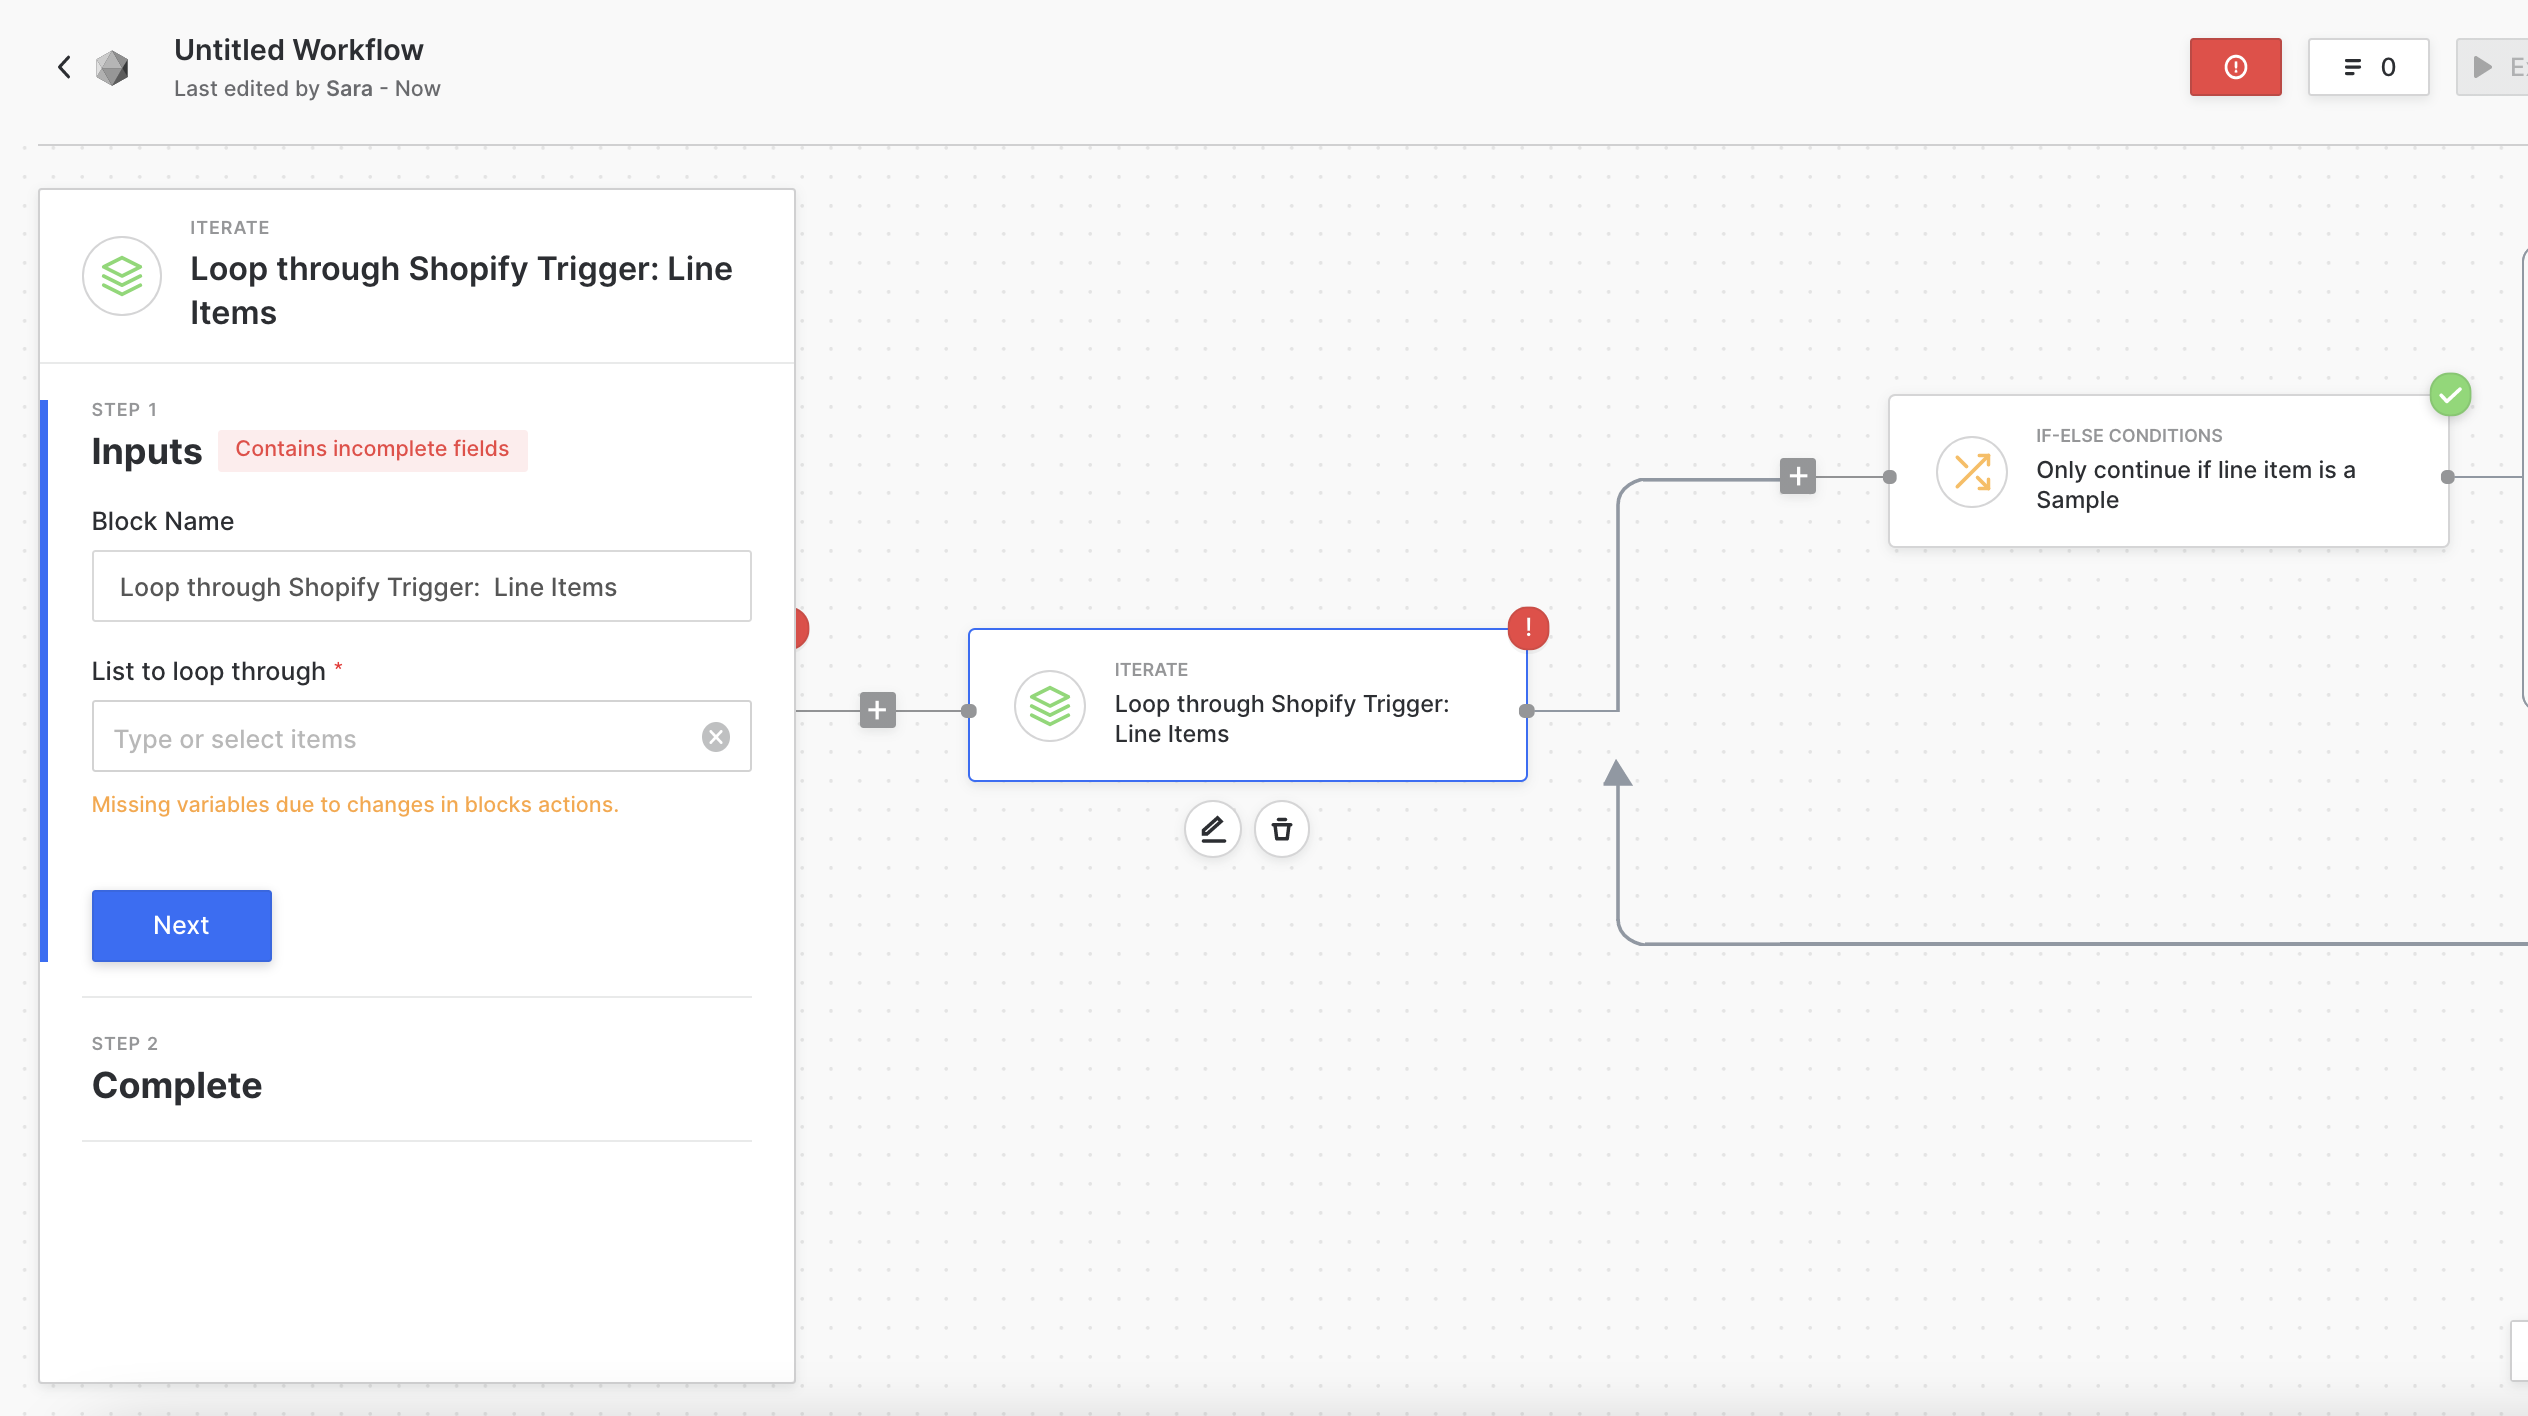 Untitled Workflow
Last edited by Sara - Now
0
ITERATE
Loop through Shopify Trigger: Line
Items
STEP 1
Inputs
Contains incomplete fields
Block Name
Loop through Shopify Trigger:  Line Items
List to loop through *
Type or select items
Missing variables due to changes in blocks actions.
Next
STEP 2
Complete
ITERATE
Loop through Shopify Trigger:
Line Items
IF-ELSE CONDITIONS
Only continue if line item is a
Sample